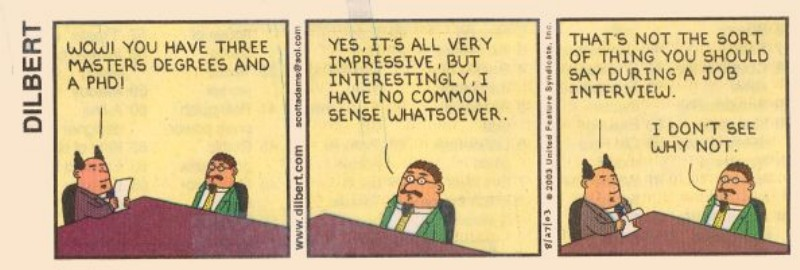 DILBERT
WOW! YOU HAVE THREE
MASTERS DEGREES AND
A PHD!
www.dilbert.com scottadams@aol.com
YES, IT'S ALL VERY
IMPRESSIVE, BUT
INTERESTINGLY, I
HAVE NO COMMON
SENSE WHATSOEVER.
8/27/03 © 2003 United Feature Syndicate, Inc.
THAT'S NOT THE SORT
OF THING YOU SHOULD
SAY DURING A JOB
INTERVIEW.
I DON'T SEE
WHY NOT.